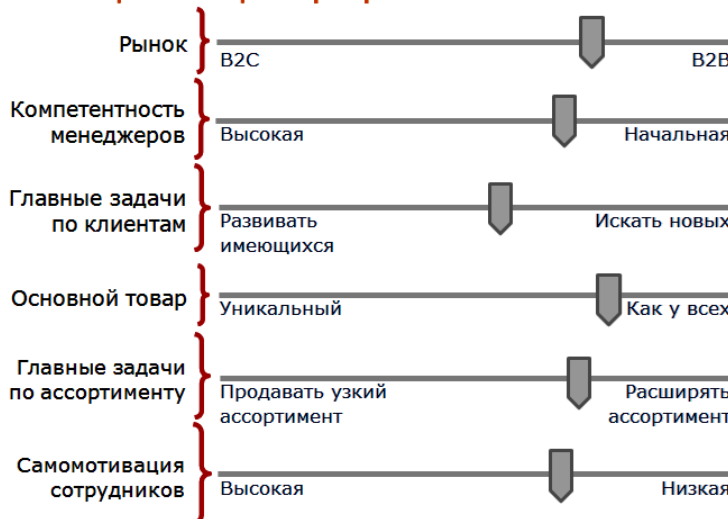 Рынок
B2C
B2B
Компетентность
менеджеров
Высокая
Начальная
Главные задачи
по клиентам
Развивать
имеющихся
Искать новых
Основной товар
Уникальный
Как у всех
Главные задачи
по ассортименту
Продавать узкий
ассортимент
Расширять
ассортимент
Самомотивация
сотрудников
Высокая
Низкая